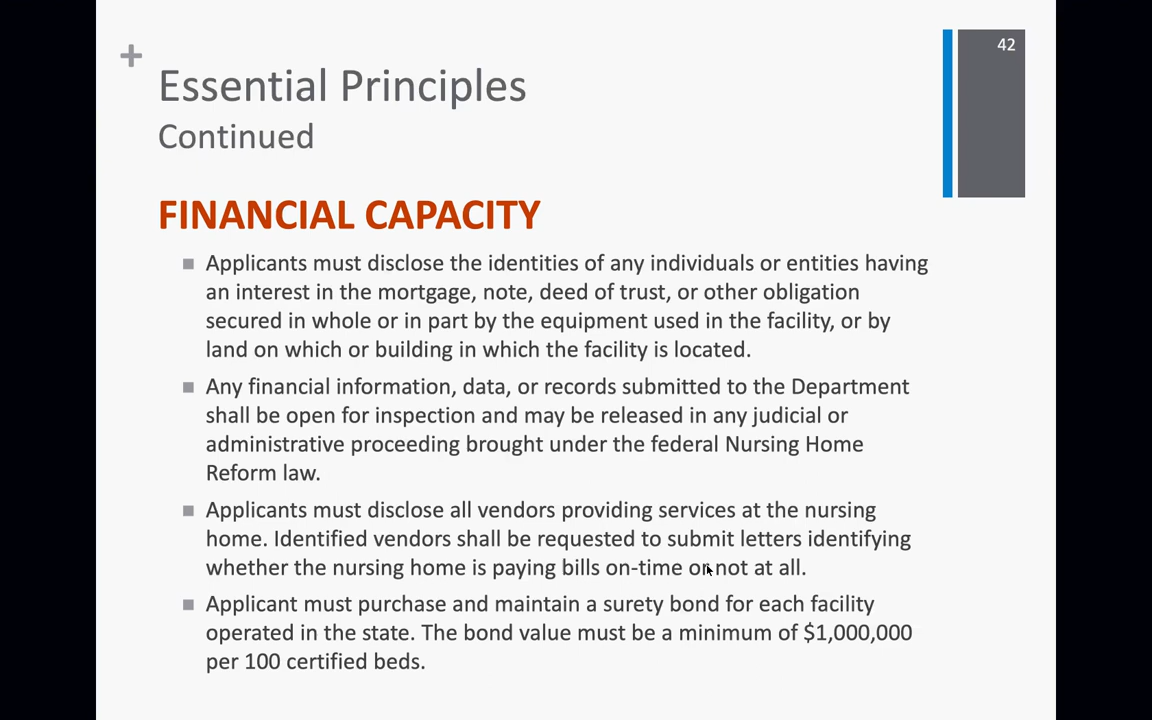 42
+
Essential Principles
Continued
FINANCIAL CAPACITY
Applicants must disclose the identities of any individuals or entities having
an interest in the mortgage, note, deed of trust, or other obligation
secured in whole or in part by the equipment used in the facility, or by
land on which or building in which the facility is located.
Any financial information, data, or records submitted to the Department
shall be open for inspection and may be released in any judicial or
administrative proceeding brought under the federal Nursing Home
Reform law.
Applicants must disclose all vendors providing services at the nursing
home. Identified vendors shall be requested to submit letters identifying
whether the nursing home is paying bills on-time or not at all.
Applicant must purchase and maintain a surety bond for each facility
operated in the state. The bond value must be a minimum of $1,000,000
per 100 certified beds.